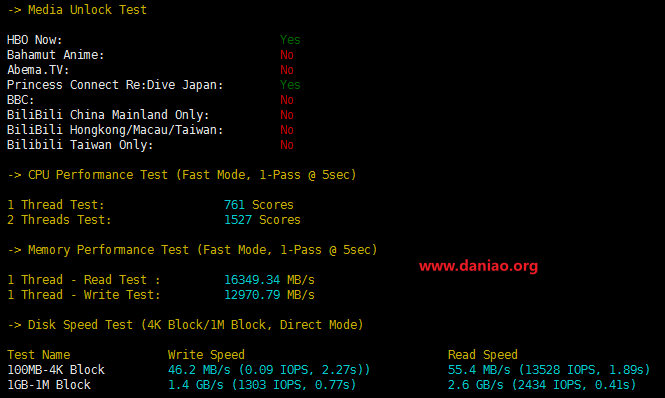 -> Media Unlock Test
HBO Now: Yes
Bahamut Anime: No
Abema.TV: No
Princess Connect Re:Dive Japan: Yes
BBC: No
BiliBili China Mainland Only: No
BiliBili Hongkong/Macau/Taiwan: No
Bilibili Taiwan Only: No
-> CPU Performance Test (Fast Mode, 1-Pass @ 5sec)
1 Thread Test: 761 Scores
2 Threads Test: 1527 Scores
-> Memory Performance Test (Fast Mode, 1-Pass @ 5sec)
www.daniao.org
1 Thread - Read Test : 16349.34 MB/s
1 Thread - Write Test: 12970.79 MB/s
-> Disk Speed Test (4K Block/1M Block, Direct Mode)
Test Name Write Speed Read Speed
100MB-4K Block 46.2 MB/s (0.09 IOPS, 2.27s)) 55.4 MB/s (13528 IOPS, 1.89s)
1GB-1M Block 1.4 GB/s (1303 IOPS, 0.77s) 2.6 GB/s (2434 IOPS, 0.41s)